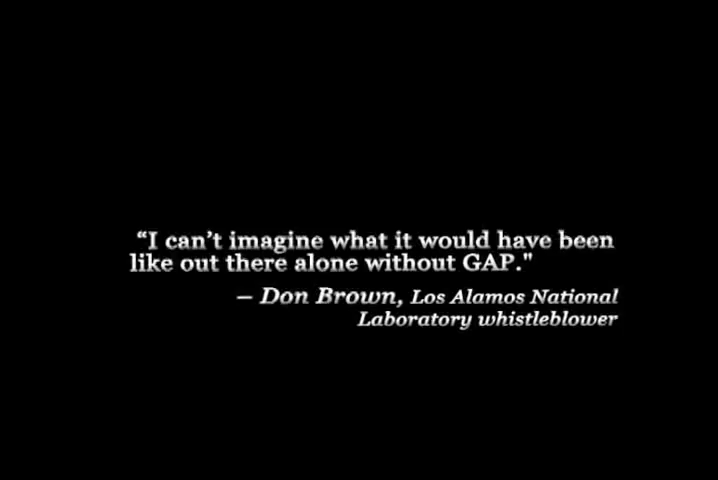 “I can’t imagine what it would have been
like out there alone without GAP."
– Don Brown, Los Alamos National
Laboratory whistleblower